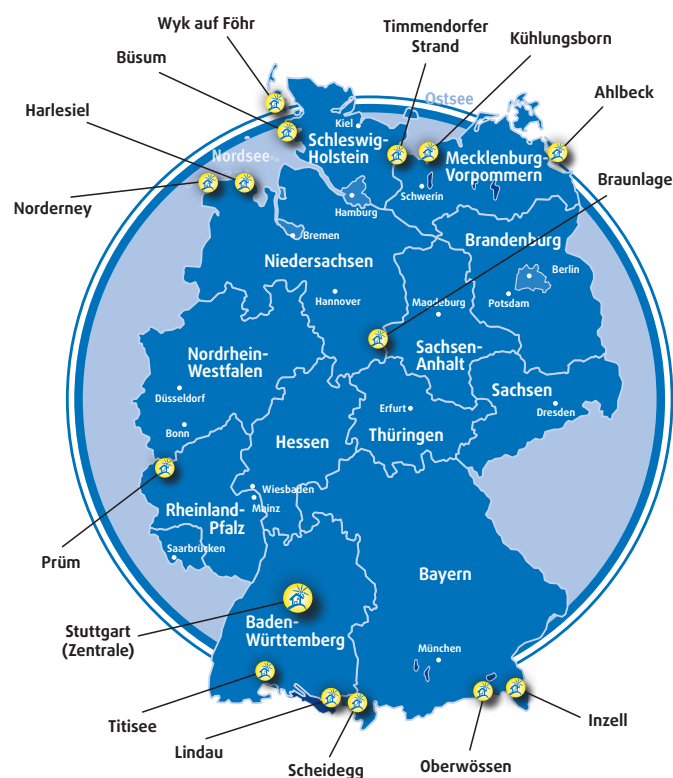 Wyk auf Föhr
Timmendorfer
Strand
Kühlungsborn
Büsum
Ahlbeck
Harlesiel
Ostsee
Kiel
Schleswig-
Holstein
Nordsee
Mecklenburg-
Vorpommern
Braunlage
Schwerin
Norderney
Hamburg
Bremen
Brandenburg
Niedersachsen
Berlin
Hannover
Magdeburg
Potsdam
Nordrhein-
Westfalen
Sachsen-
Anhalt
Sachsen
Düsseldorf
Erfurt
Dresden
Bonn
Hessen
Thüringen
Wiesbaden
Mainz
Rheinland-
Pfalz
Saarbrücken
Prüm
Bayern
Stuttgart
(Zentrale)
Baden-
Württemberg
München
Titisee
Inzell
Lindau
Oberwössen
Scheidegg